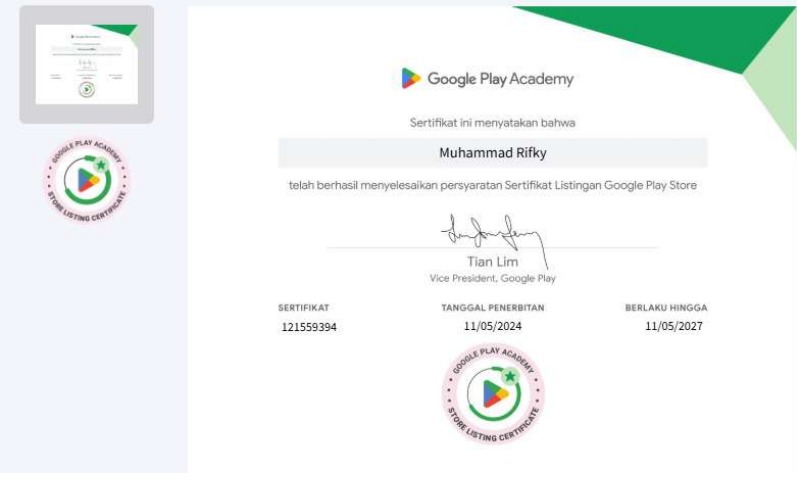 GOOGLE PLAY ACADEMY
STORE LISTING CERTIFICATE
Google Play Academy
Sertifikat ini menyatakan bahwa
Muhammad Rifky
telah berhasil menyelesaikan persyaratan Sertifikat Listingan Google Play Store
Tian Lim
Vice President, Google Play
SERTIFIKAT
121559394
TANGGAL PENERBITAN
11/05/2024
BERLAKU HINGGA
11/05/2027
GOOGLE PLAY ACADEMY
STORE LISTING CERTIFICATE